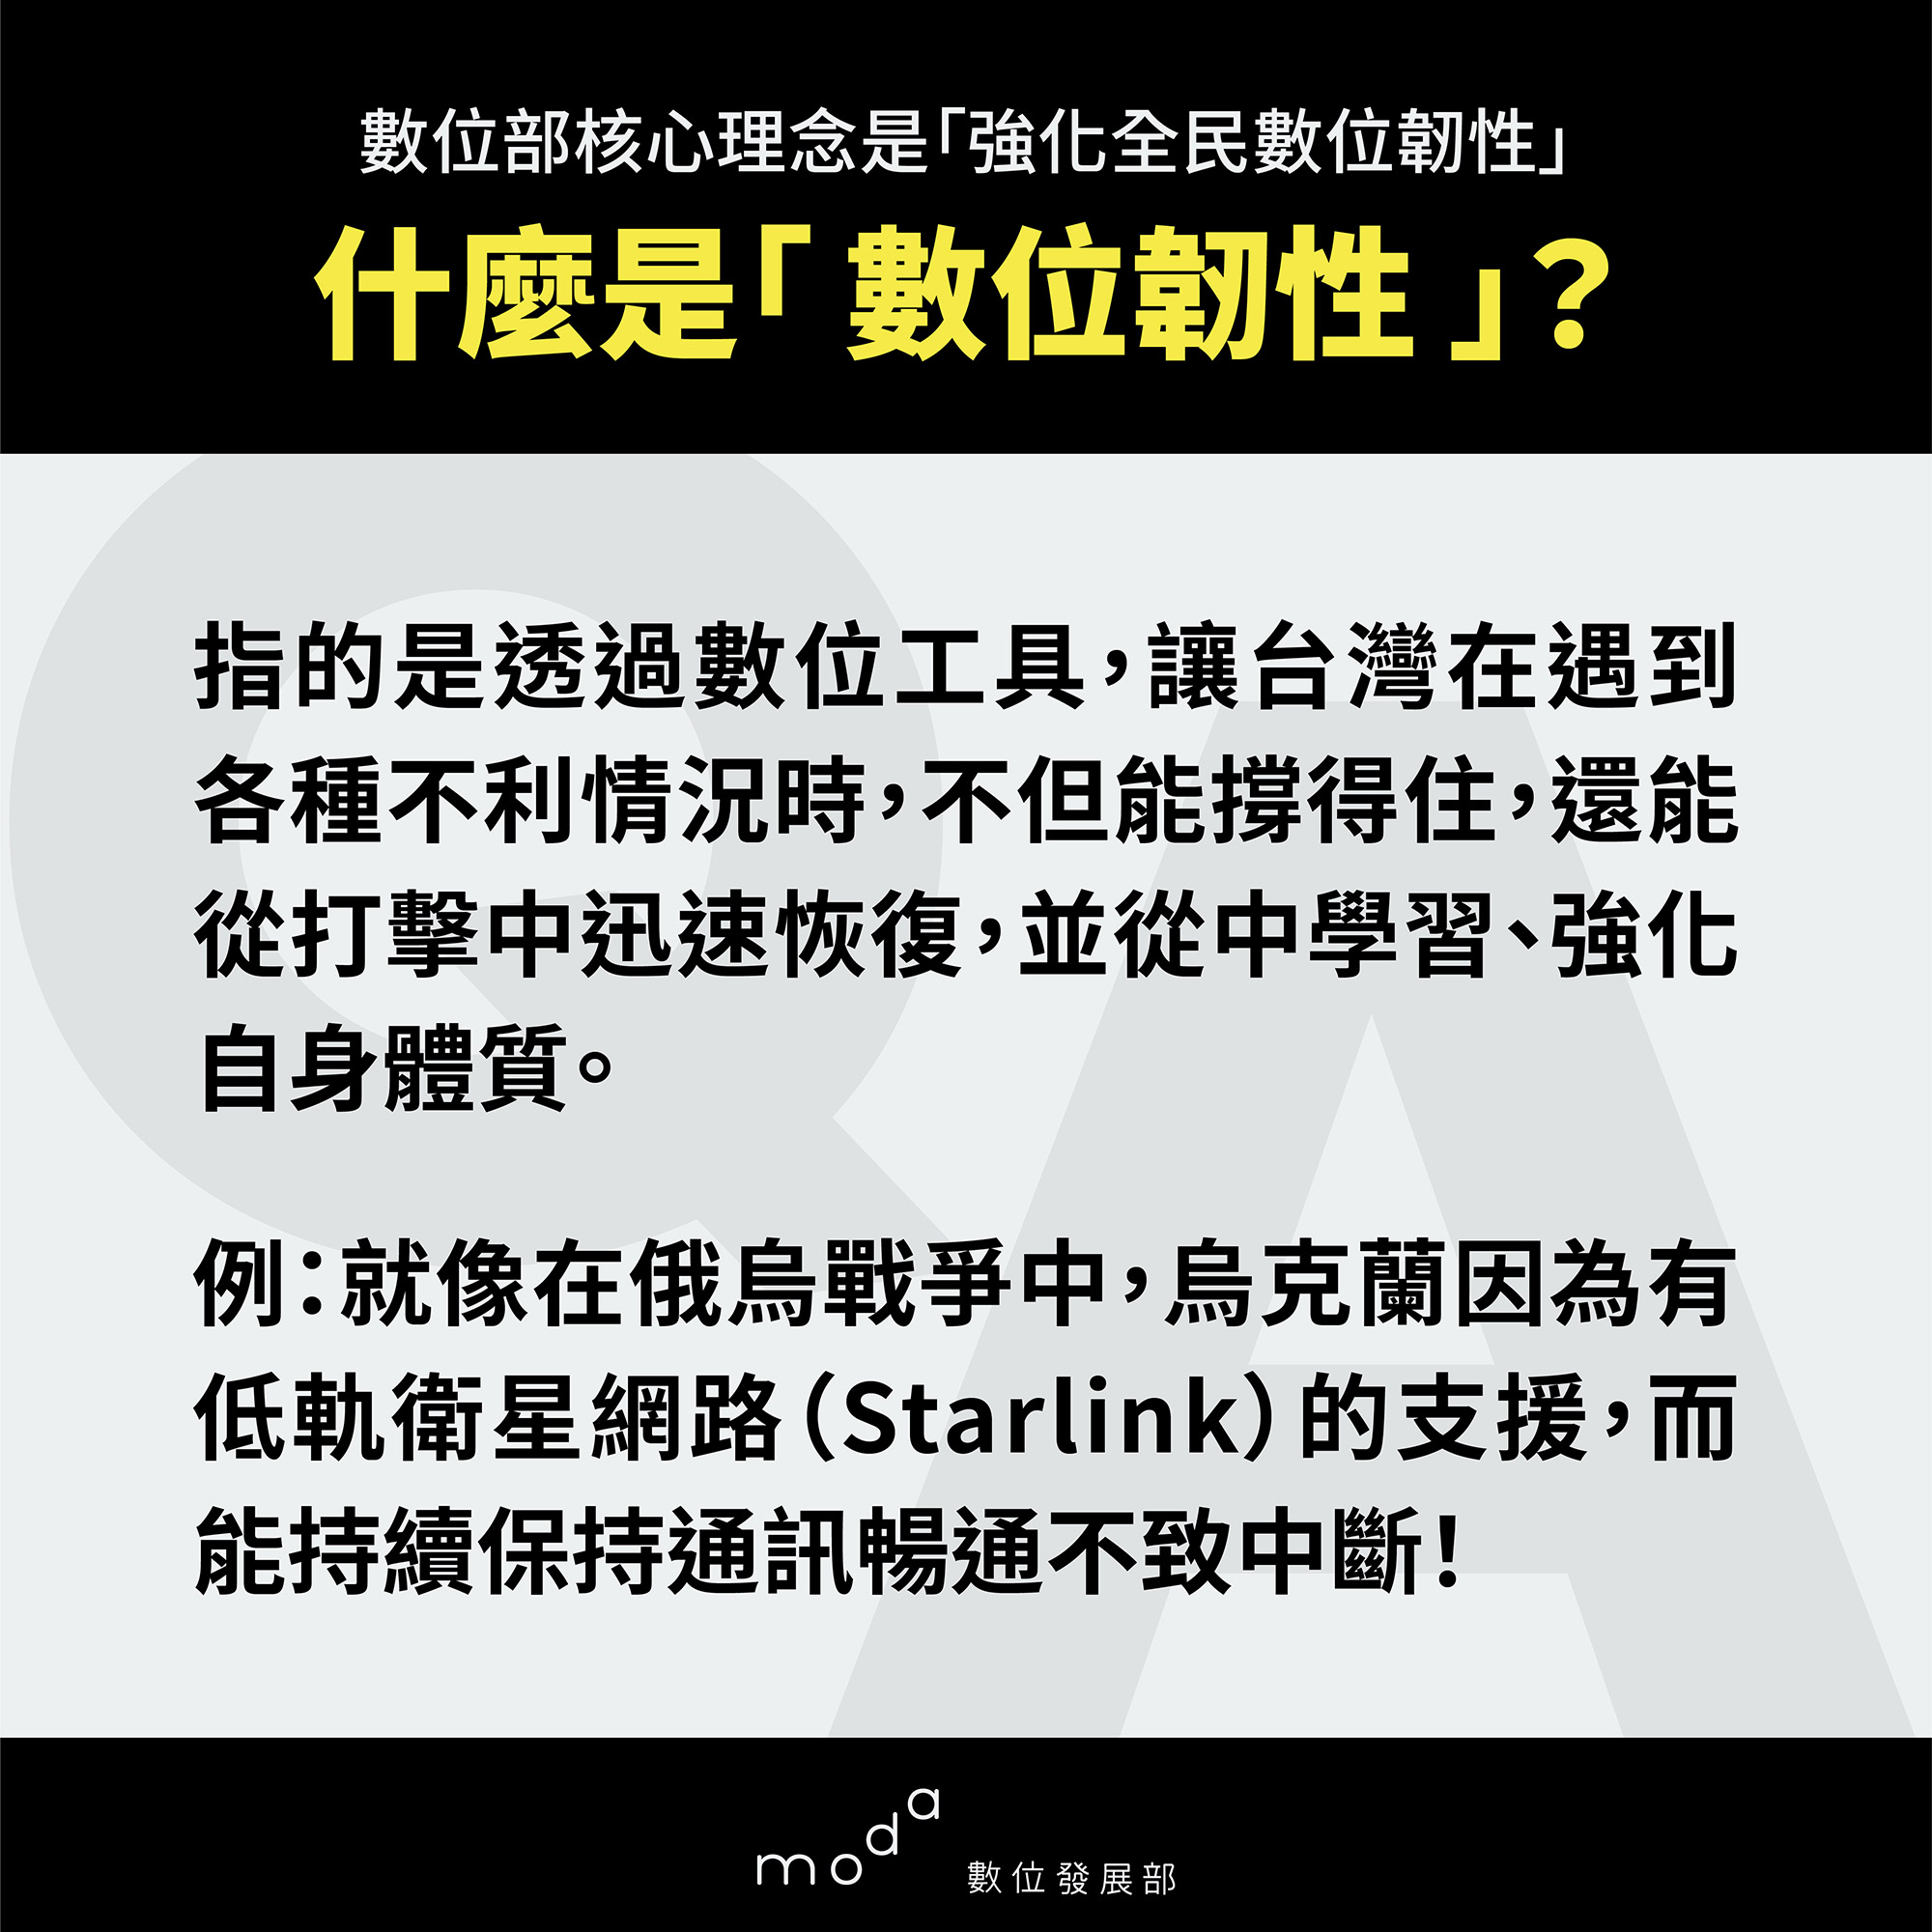 數位部核心理念是「強化全民數位韌性」
什麼是「數位韌性」?
指的是透過數位工具,讓台灣在遇到
各種不利情況時,不但能撐得住,還能
從打擊中迅速恢復,並從中學習、強化
自身體質。
例:就像在俄烏戰爭中,烏克蘭因為有
低軌衛星網路(Starlink)的支援,而
能持續保持通訊暢通不致中斷!
moda 數位發展部